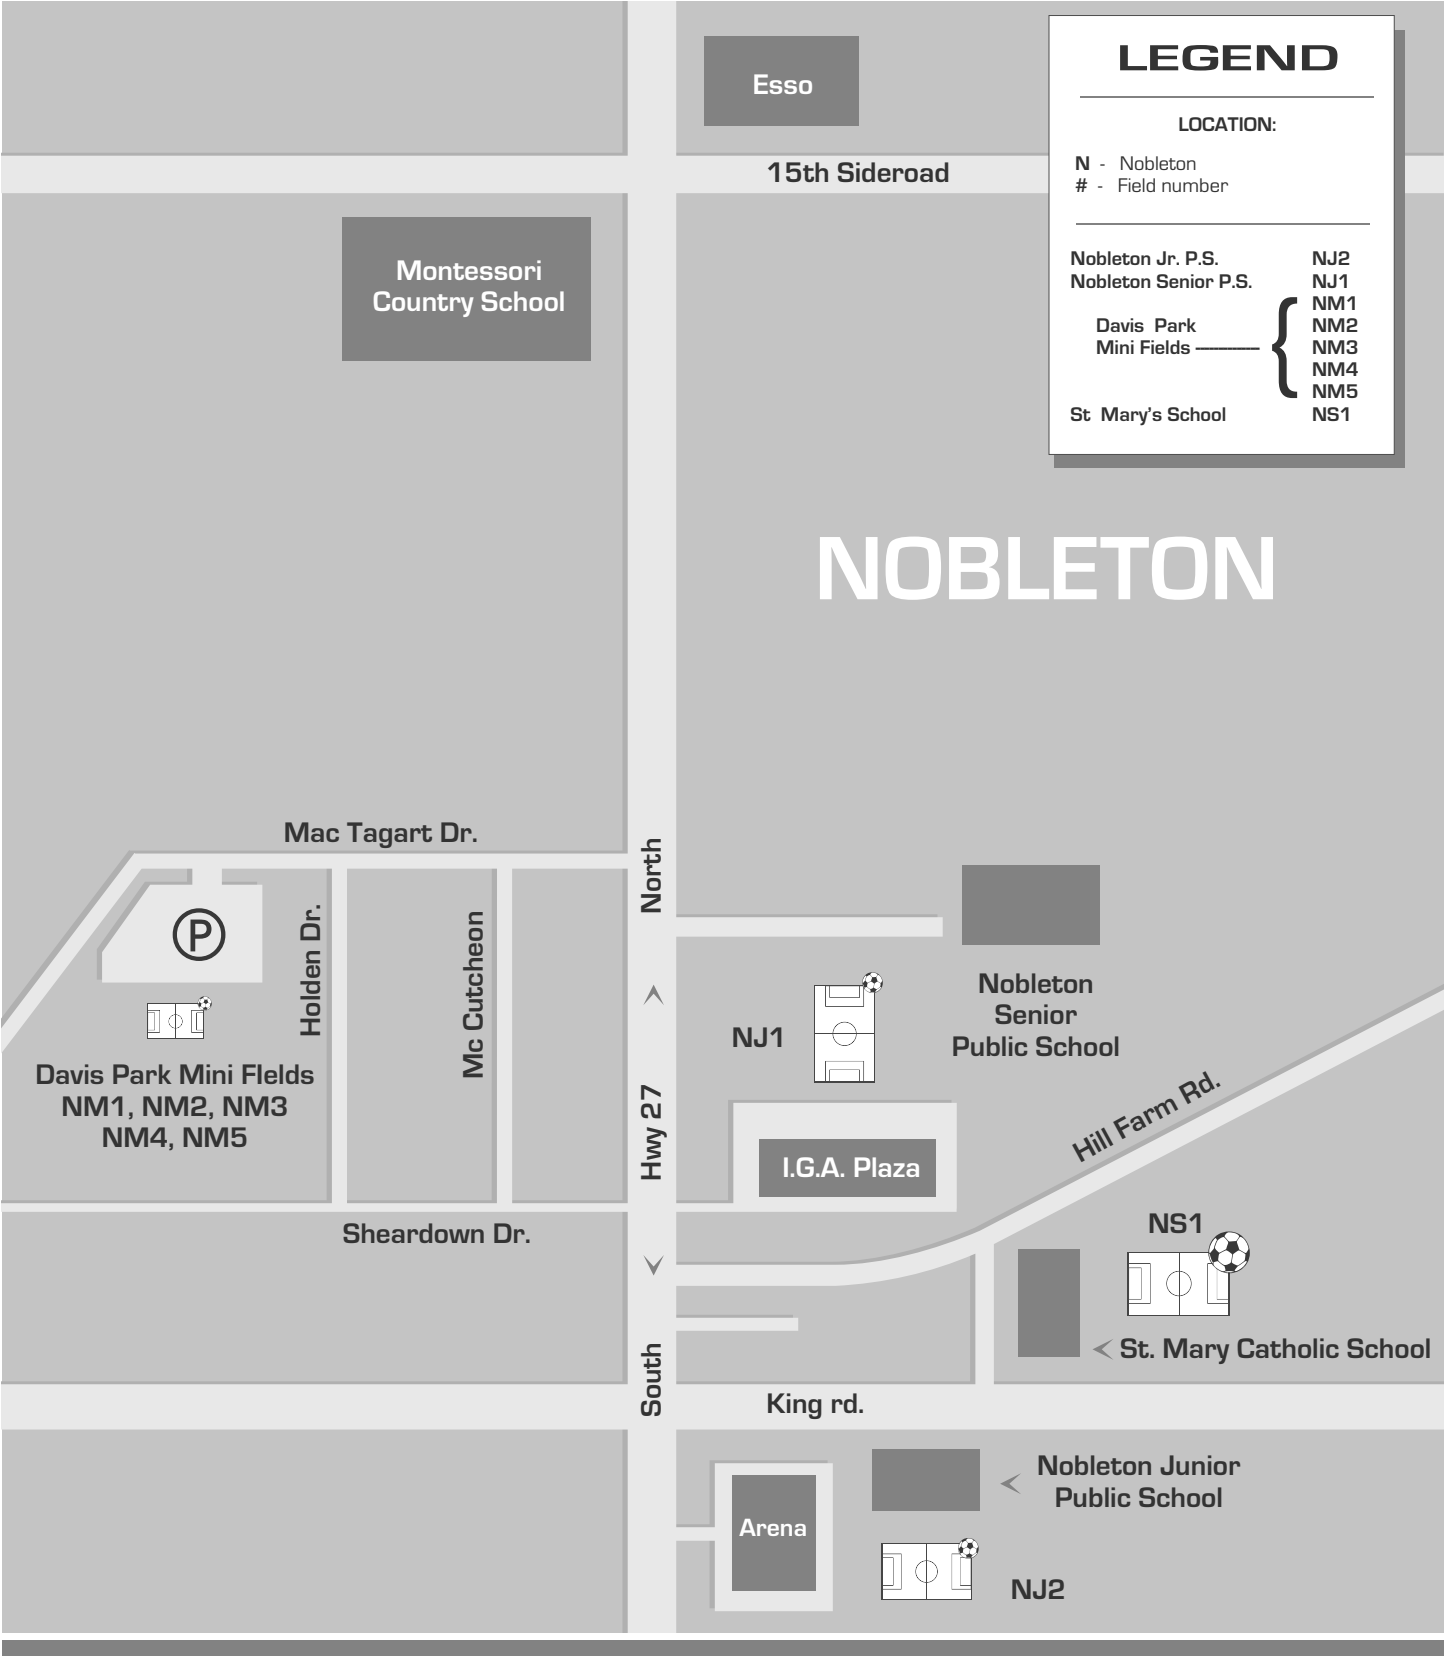 Esso
LEGEND
LOCATION:
N - Nobleton
# - Field number
Nobleton Jr. P.S. NJ2
Nobleton Senior P.S. NJ1
NM1
Davis Park NM2
Mini Fields ------------- { NM3
NM4
NM5
St Mary's School NS1
15th Sideroad
Montessori
Country School
NOBLETON
Mac Tagart Dr.
North
P
Holden Dr.
Mc Cutcheon
Nobleton
Senior
Public School
NJ1
Davis Park Mini FIelds
NM1, NM2, NM3
NM4, NM5
Hwy 27
Hill Farm Rd.
I.G.A. Plaza
Sheardown Dr.
NS1
St. Mary Catholic School
South
King rd.
Nobleton Junior
Public School
Arena
NJ2